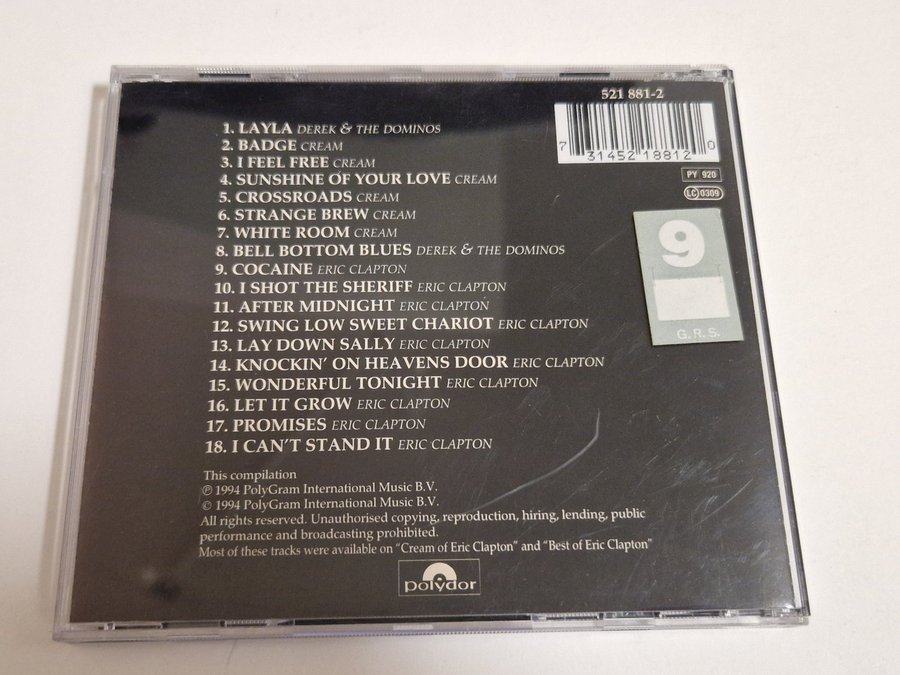 521 881-2
7 31452 18812 0
PY 920
LC 0309
9
G.R.S.
1. LAYLA DEREK & THE DOMINOS
2. BADGE CREAM
3. I FEEL FREE CREAM
4. SUNSHINE OF YOUR LOVE CREAM
5. CROSSROADS CREAM
6. STRANGE BREW CREAM
7. WHITE ROOM CREAM
8. BELL BOTTOM BLUES DEREK & THE DOMINOS
9. COCAINE ERIC CLAPTON
10. I SHOT THE SHERIFF ERIC CLAPTON
11. AFTER MIDNIGHT ERIC CLAPTON
12. SWING LOW SWEET CHARIOT ERIC CLAPTON
13. LAY DOWN SALLY ERIC CLAPTON
14. KNOCKIN' ON HEAVENS DOOR ERIC CLAPTON
15. WONDERFUL TONIGHT ERIC CLAPTON
16. LET IT GROW ERIC CLAPTON
17. PROMISES ERIC CLAPTON
18. I CAN'T STAND IT ERIC CLAPTON
This compilation
℗ 1994 PolyGram International Music B.V.
© 1994 PolyGram International Music B.V.
All rights reserved. Unauthorised copying, reproduction, hiring, lending, public
performance and broadcasting prohibited.
Most of these tracks were available on "Cream of Eric Clapton" and "Best of Eric Clapton"
polydor